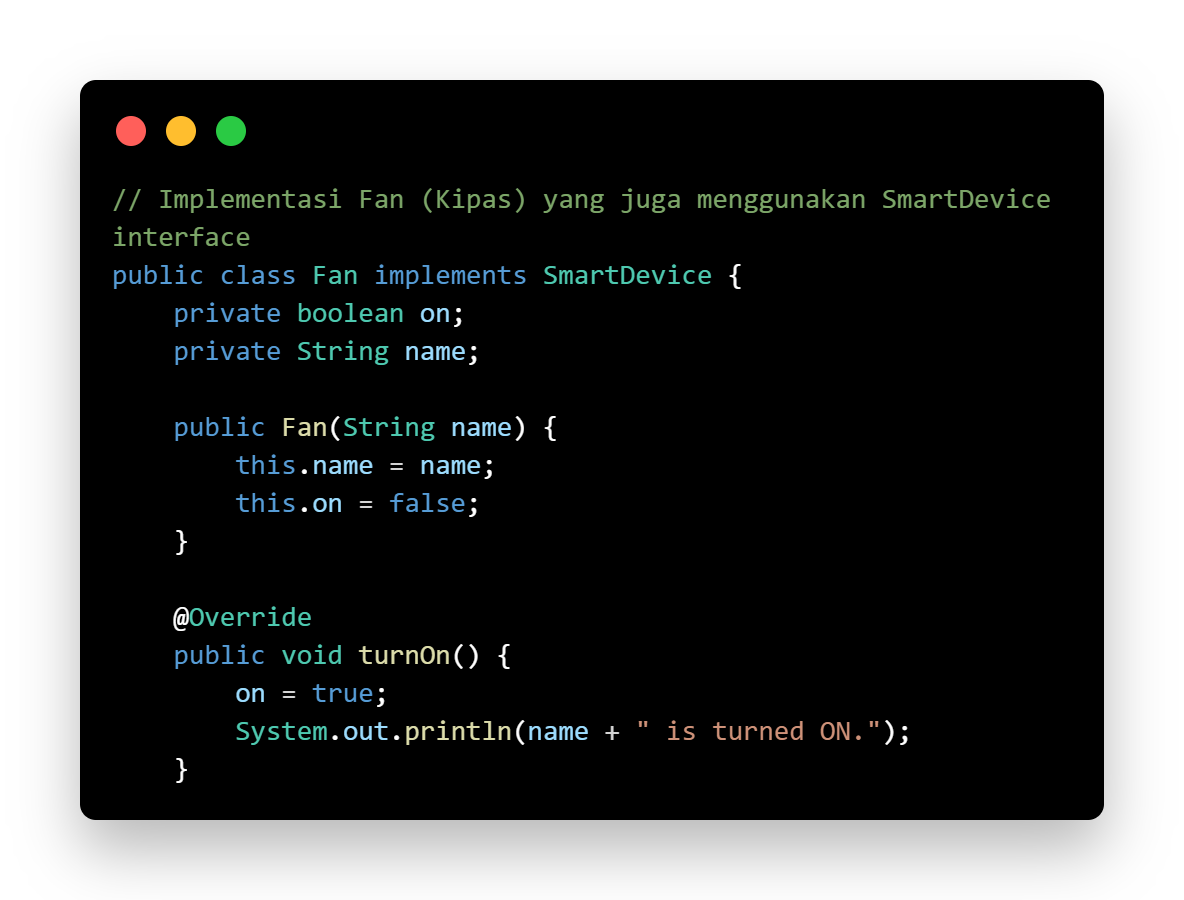 // Implementasi Fan (Kipas) yang juga menggunakan SmartDevice
interface
public class Fan implements SmartDevice {
    private boolean on;
    private String name;

    public Fan(String name) {
        this.name = name;
        this.on = false;
    }

    @Override
    public void turnOn() {
        on = true;
        System.out.println(name + " is turned ON.");
    }